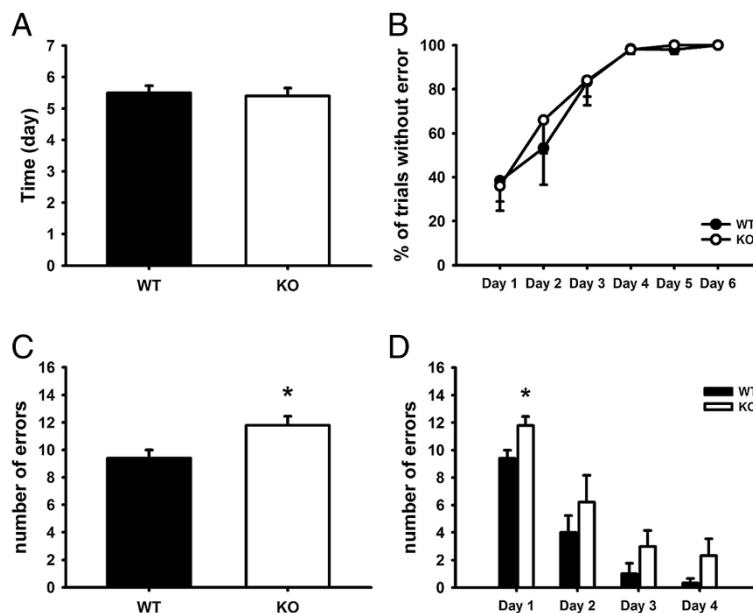 A
Time (day)
7
6
5
4
3
2
1
0
WT
KO
B
% of trials without error
100
80
60
40
20
0
WT
KO
Day 1 Day 2 Day 3 Day 4 Day 5 Day 6
C
number of errors
16
14
12
10
8
6
4
2
0
*
WT
KO
D
number of errors
16
14
12
10
8
6
4
2
0
*
WT
KO
Day 1 Day 2 Day 3 Day 4